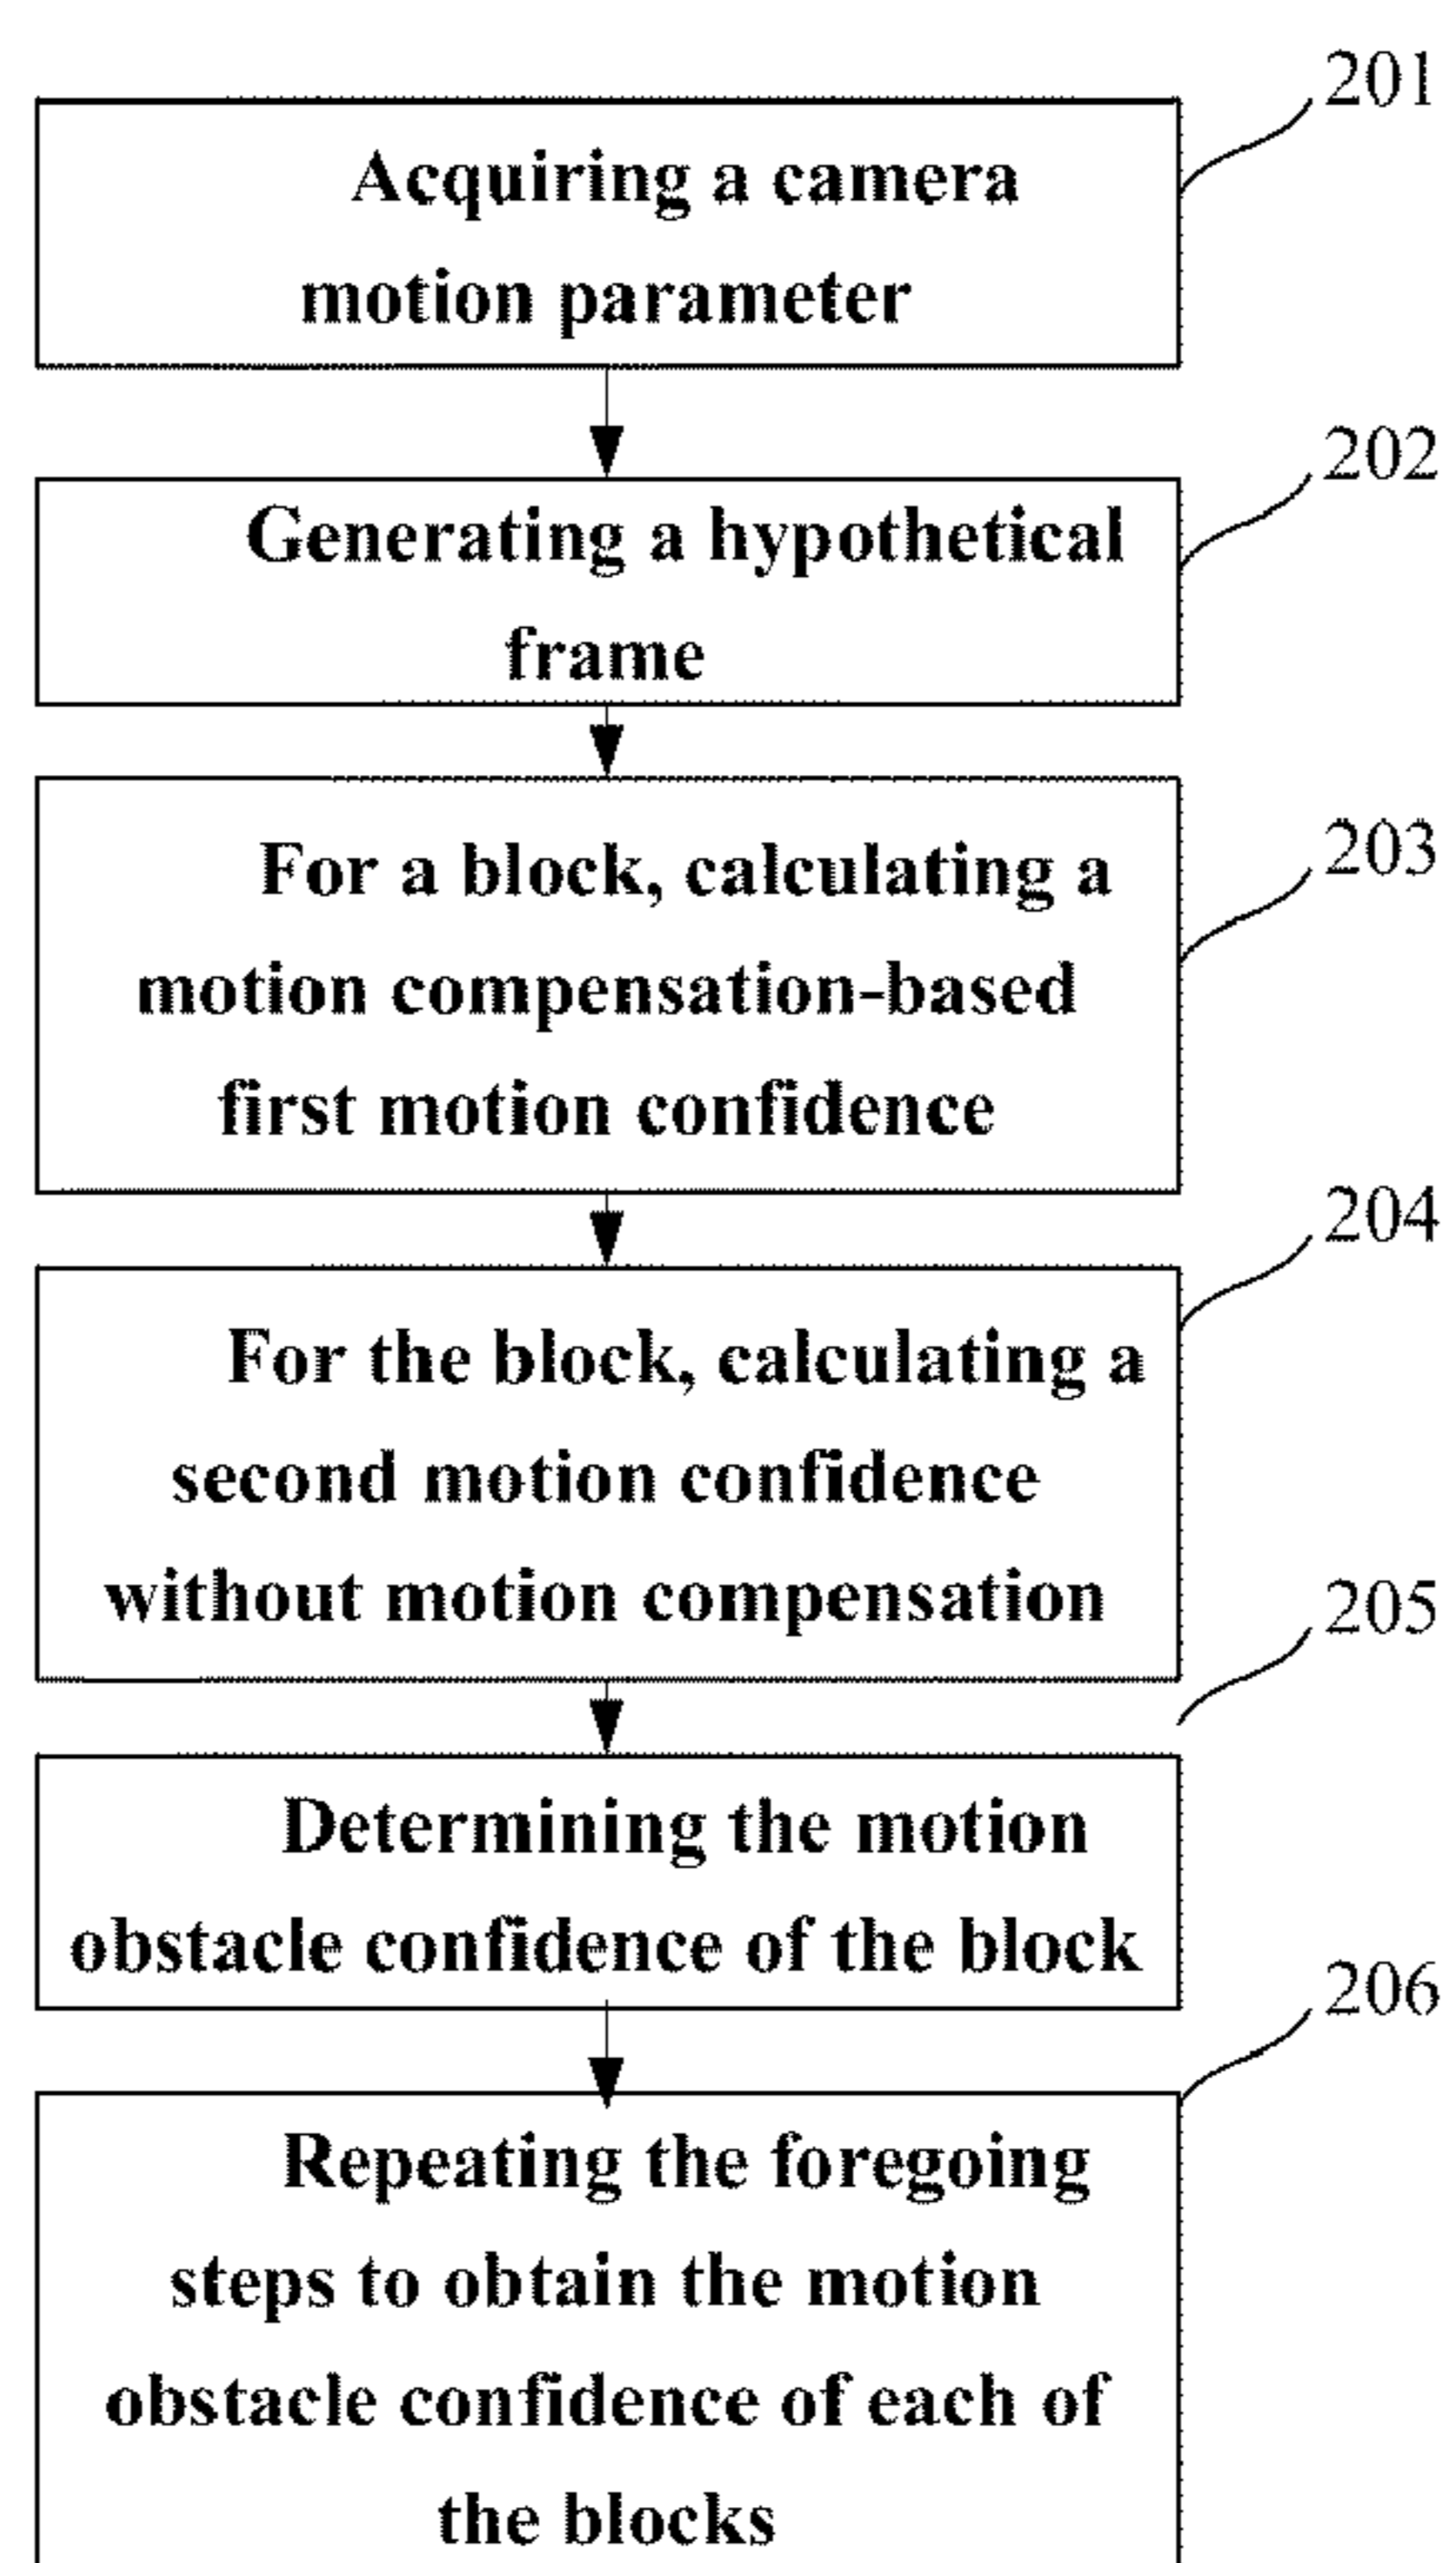 201
Acquiring a camera
motion parameter
202
Generating a hypothetical
frame
203
For a block, calculating a
motion compensation-based
first motion confidence
204
For the block, calculating a
second motion confidence
without motion compensation
205
Determining the motion
obstacle confidence of the block
206
Repeating the foregoing
steps to obtain the motion
obstacle confidence of each of
the blocks